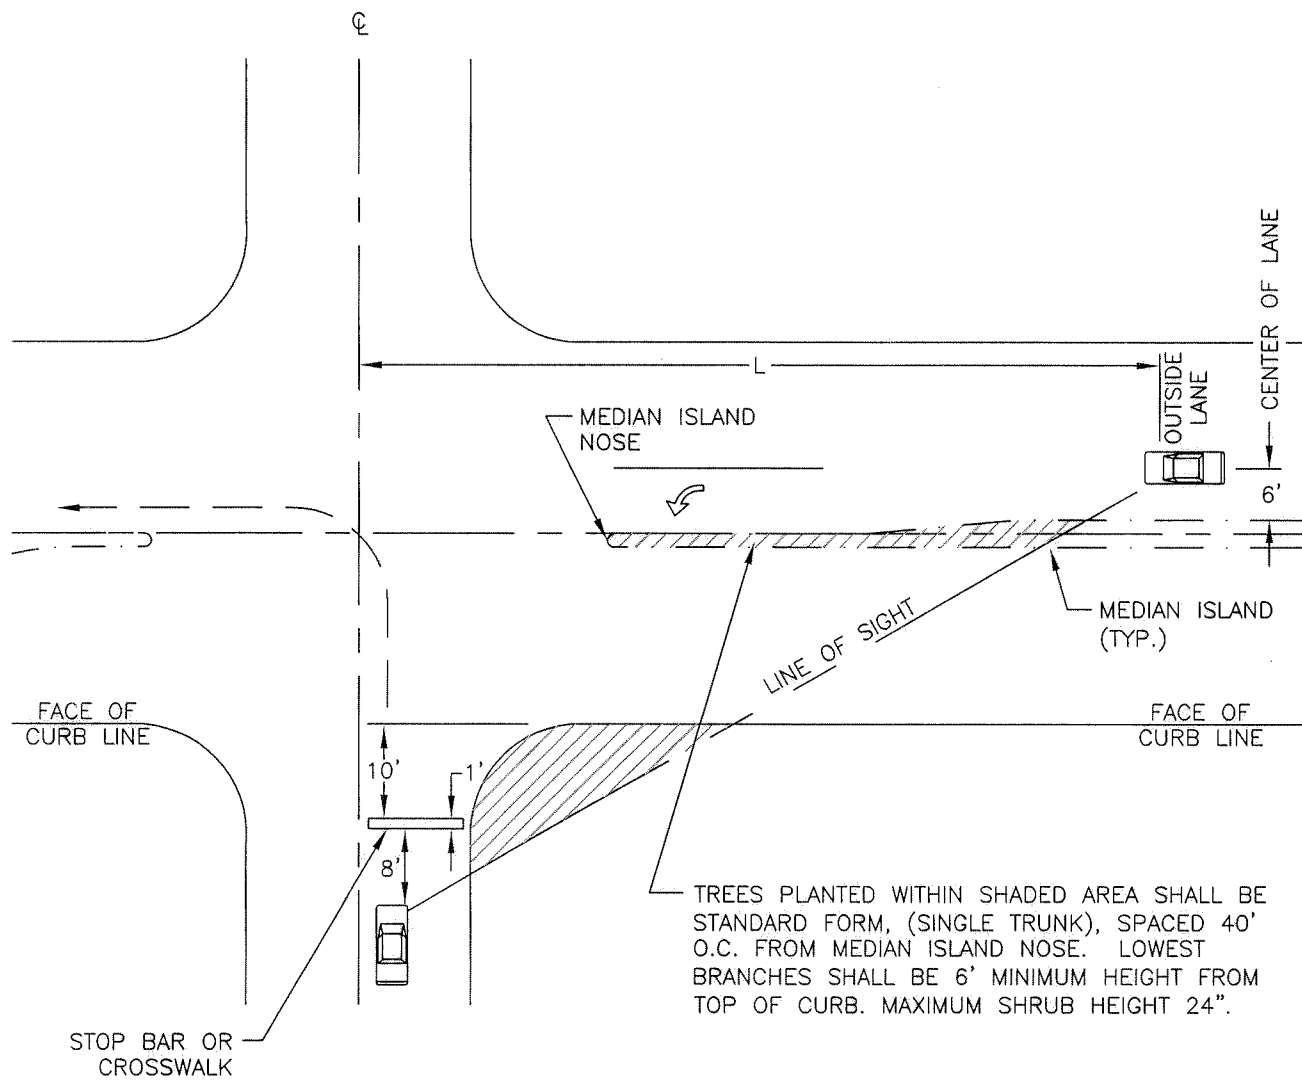 ℄
CENTER OF LANE
L
OUTSIDE
LANE
MEDIAN ISLAND
NOSE
6'
MEDIAN ISLAND
(TYP.)
LINE OF SIGHT
FACE OF
CURB LINE
FACE OF
CURB LINE
10'
1'
8'
TREES PLANTED WITHIN SHADED AREA SHALL BE
STANDARD FORM, (SINGLE TRUNK), SPACED 40'
O.C. FROM MEDIAN ISLAND NOSE. LOWEST
BRANCHES SHALL BE 6' MINIMUM HEIGHT FROM
TOP OF CURB. MAXIMUM SHRUB HEIGHT 24".
STOP BAR OR
CROSSWALK